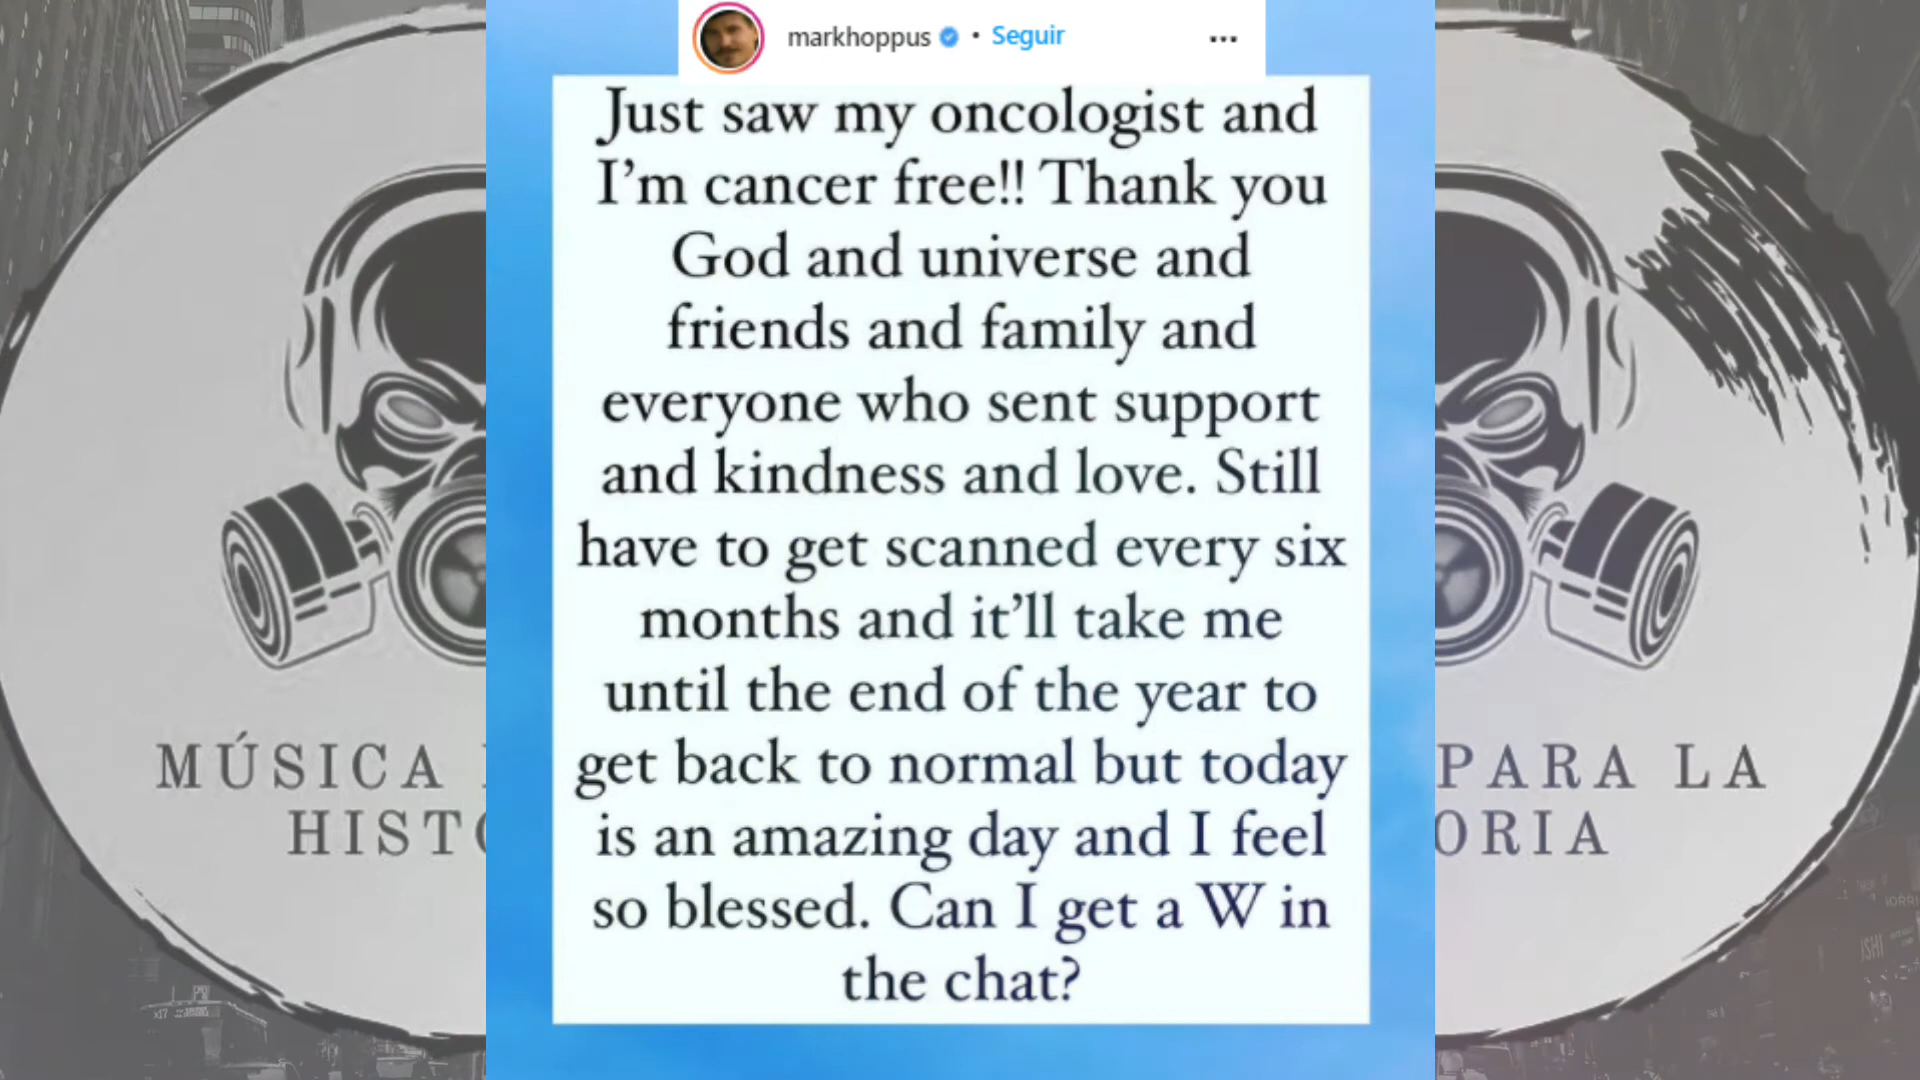 markhoppus • Seguir
Just saw my oncologist and
I'm cancer free!! Thank you
God and universe and
friends and family and
everyone who sent support
and kindness and love. Still
have to get scanned every six
months and it'll take me
until the end of the year to
get back to normal but today
is an amazing day and I feel
so blessed. Can I get a W in
the chat?
MÚSICA
HISTO
PARA LA
ORIA